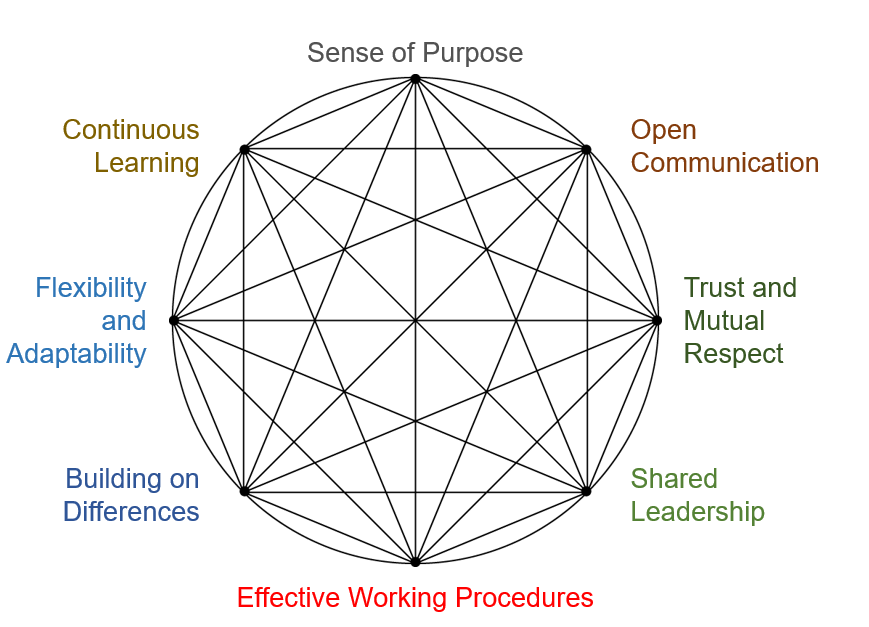 Sense of Purpose
Continuous
Learning
Open
Communication
Flexibility
and
Adaptability
Trust and
Mutual
Respect
Building on
Differences
Shared
Leadership
Effective Working Procedures